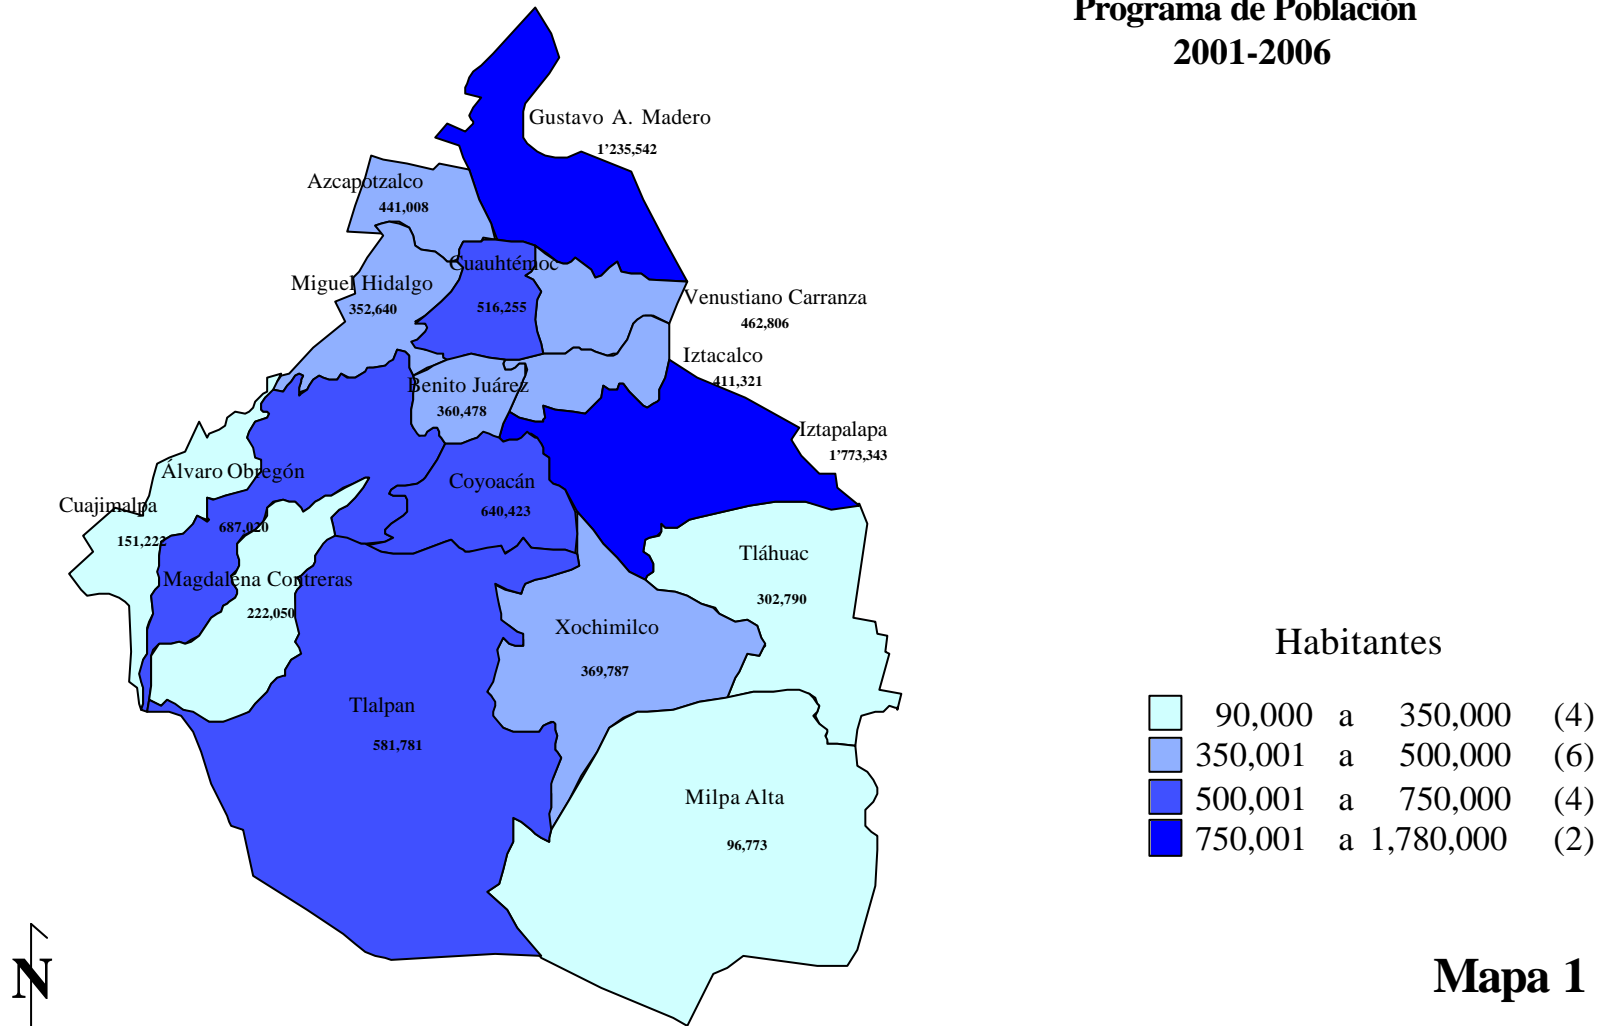 Programa de Población
2001-2006
Gustavo A. Madero
1’235,542
Azcapotzalco
441,008
Cuauhtémoc
516,255
Miguel Hidalgo
352,640
Venustiano Carranza
462,806
Iztacalco
411,321
Benito Juárez
360,478
Iztapalapa
1’773,343
Álvaro Obregón
687,020
Coyoacán
640,423
Cuajimalpa
151,222
Tláhuac
302,790
Magdalena Contreras
222,050
Xochimilco
369,787
Tlalpan
581,781
Milpa Alta
96,773
Habitantes
90,000 a 350,000 (4)
350,001 a 500,000 (6)
500,001 a 750,000 (4)
750,001 a 1,780,000 (2)
N
Mapa 1